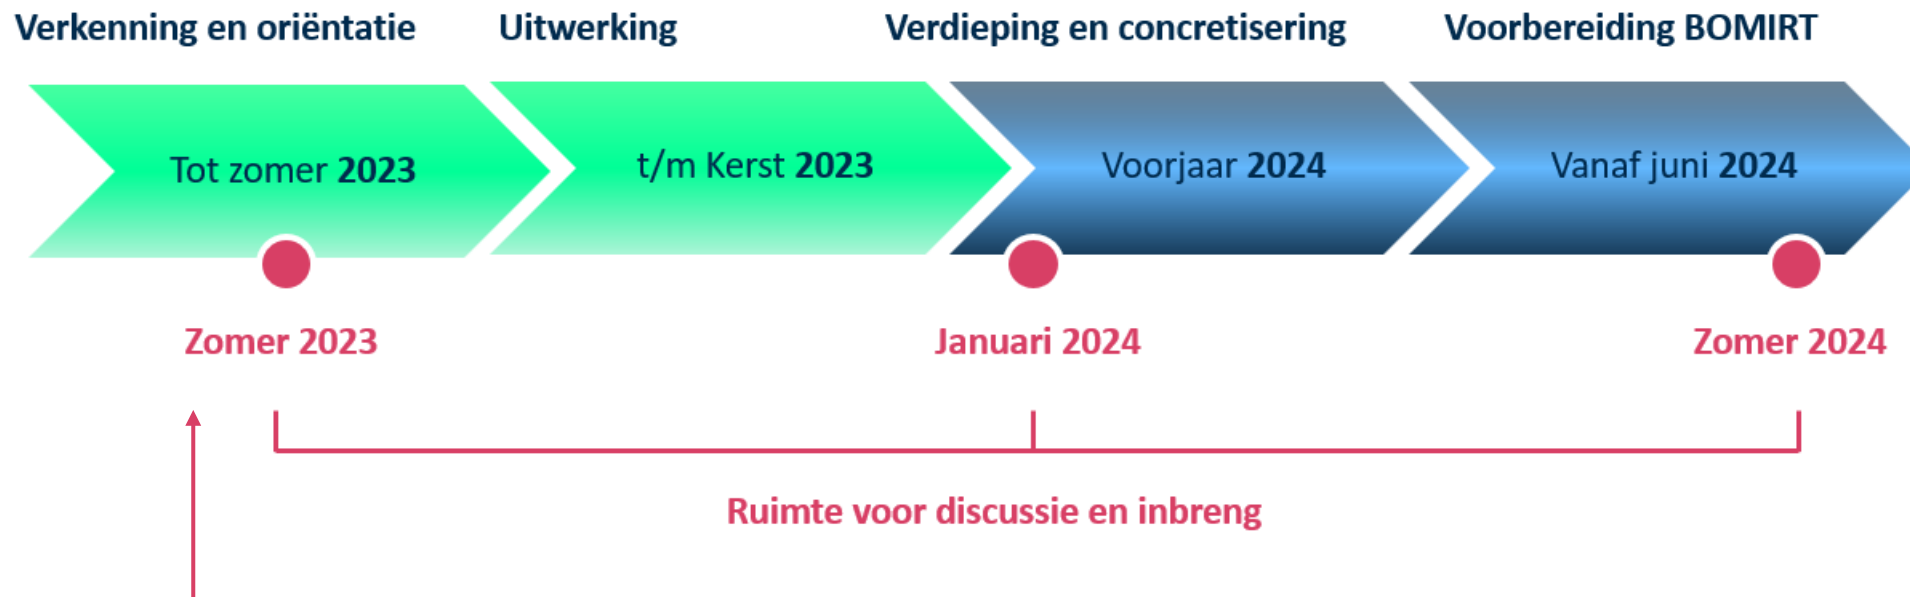 Verkenning en oriëntatie
Uitwerking
Verdieping en concretisering
Voorbereiding BOMIRT
Tot zomer 2023
t/m Kerst 2023
Voorjaar 2024
Vanaf juni 2024
Zomer 2023
Januari 2024
Zomer 2024
Ruimte voor discussie en inbreng